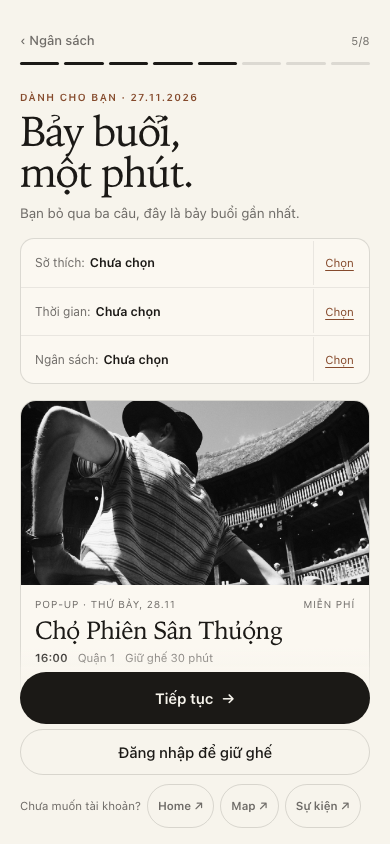 ‹ Ngân sách
5/8
DÀNH CHO BẠN · 27.11.2026
Bảy buổi,
một phút.
Bạn bỏ qua ba câu, đây là bảy buổi gần nhất.
Sở thích: Chưa chọn
Chọn
Thời gian: Chưa chọn
Chọn
Ngân sách: Chưa chọn
Chọn
POP-UP · THỨ BẢY, 28.11
MIỄN PHÍ
Chợ Phiên Sân Thượng
16:00 Quận 1 Giữ ghế 30 phút
Tiếp tục →
Đăng nhập để giữ ghế
Chưa muốn tài khoản?
Home ↗
Map ↗
Sự kiện ↗